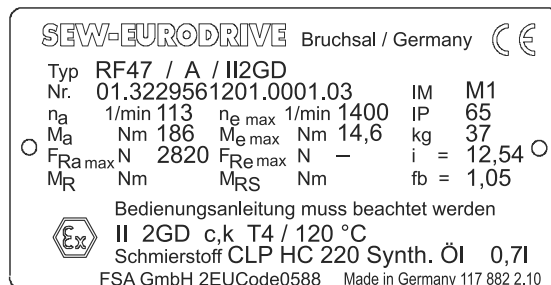 SEW-EURODRIVE Bruchsal / Germany CE
Typ RF47 / A / II2GD
Nr. 01.3229561201.0001.03 IM M1
na 1/min 113 ne max 1/min 1400 IP 65
Ma Nm 186 Me max Nm 14,6 kg 37
FRa max N 2820 FRe max N – i = 12,54
MR Nm MRS Nm fb = 1,05
Bedienungsanleitung muss beachtet werden
Ex II 2GD c,k T4 / 120 °C
Schmierstoff CLP HC 220 Synth. Öl 0,7l
FSA GmbH 2EUCode0588 Made in Germany 117 882 2.10